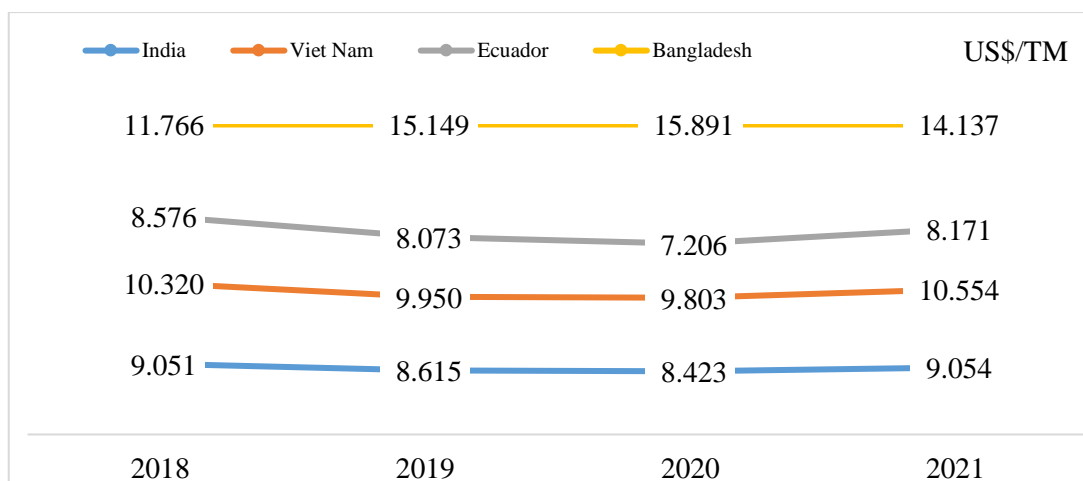 India Viet Nam Ecuador Bangladesh US$/TM
11.766 15.149 15.891 14.137
8.576 8.073 7.206 8.171
10.320 9.950 9.803 10.554
9.051 8.615 8.423 9.054
2018 2019 2020 2021